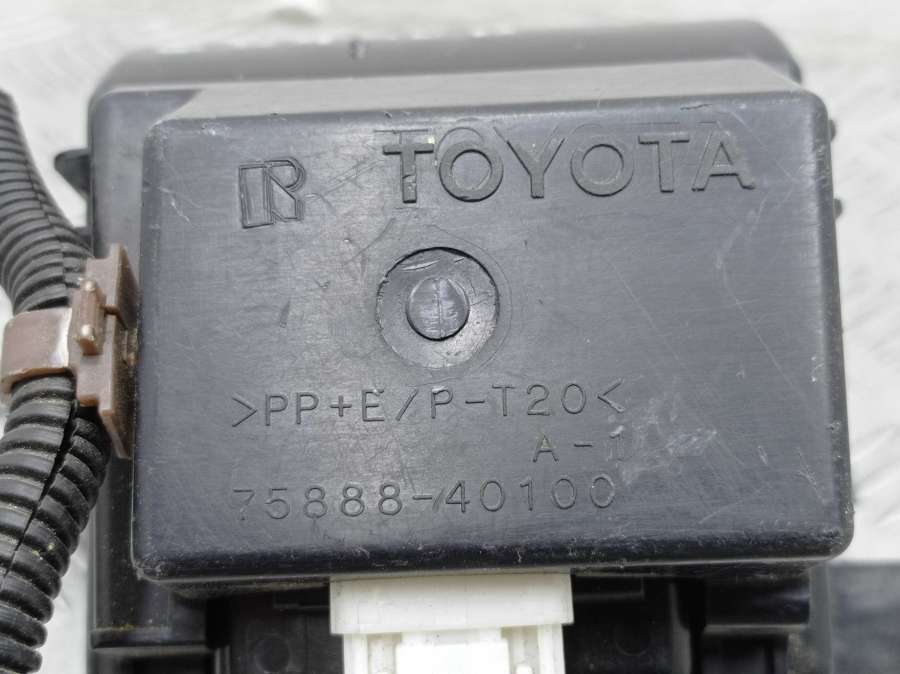 R TOYOTA
>PP+E/P-T20<
A-1
75888-40100